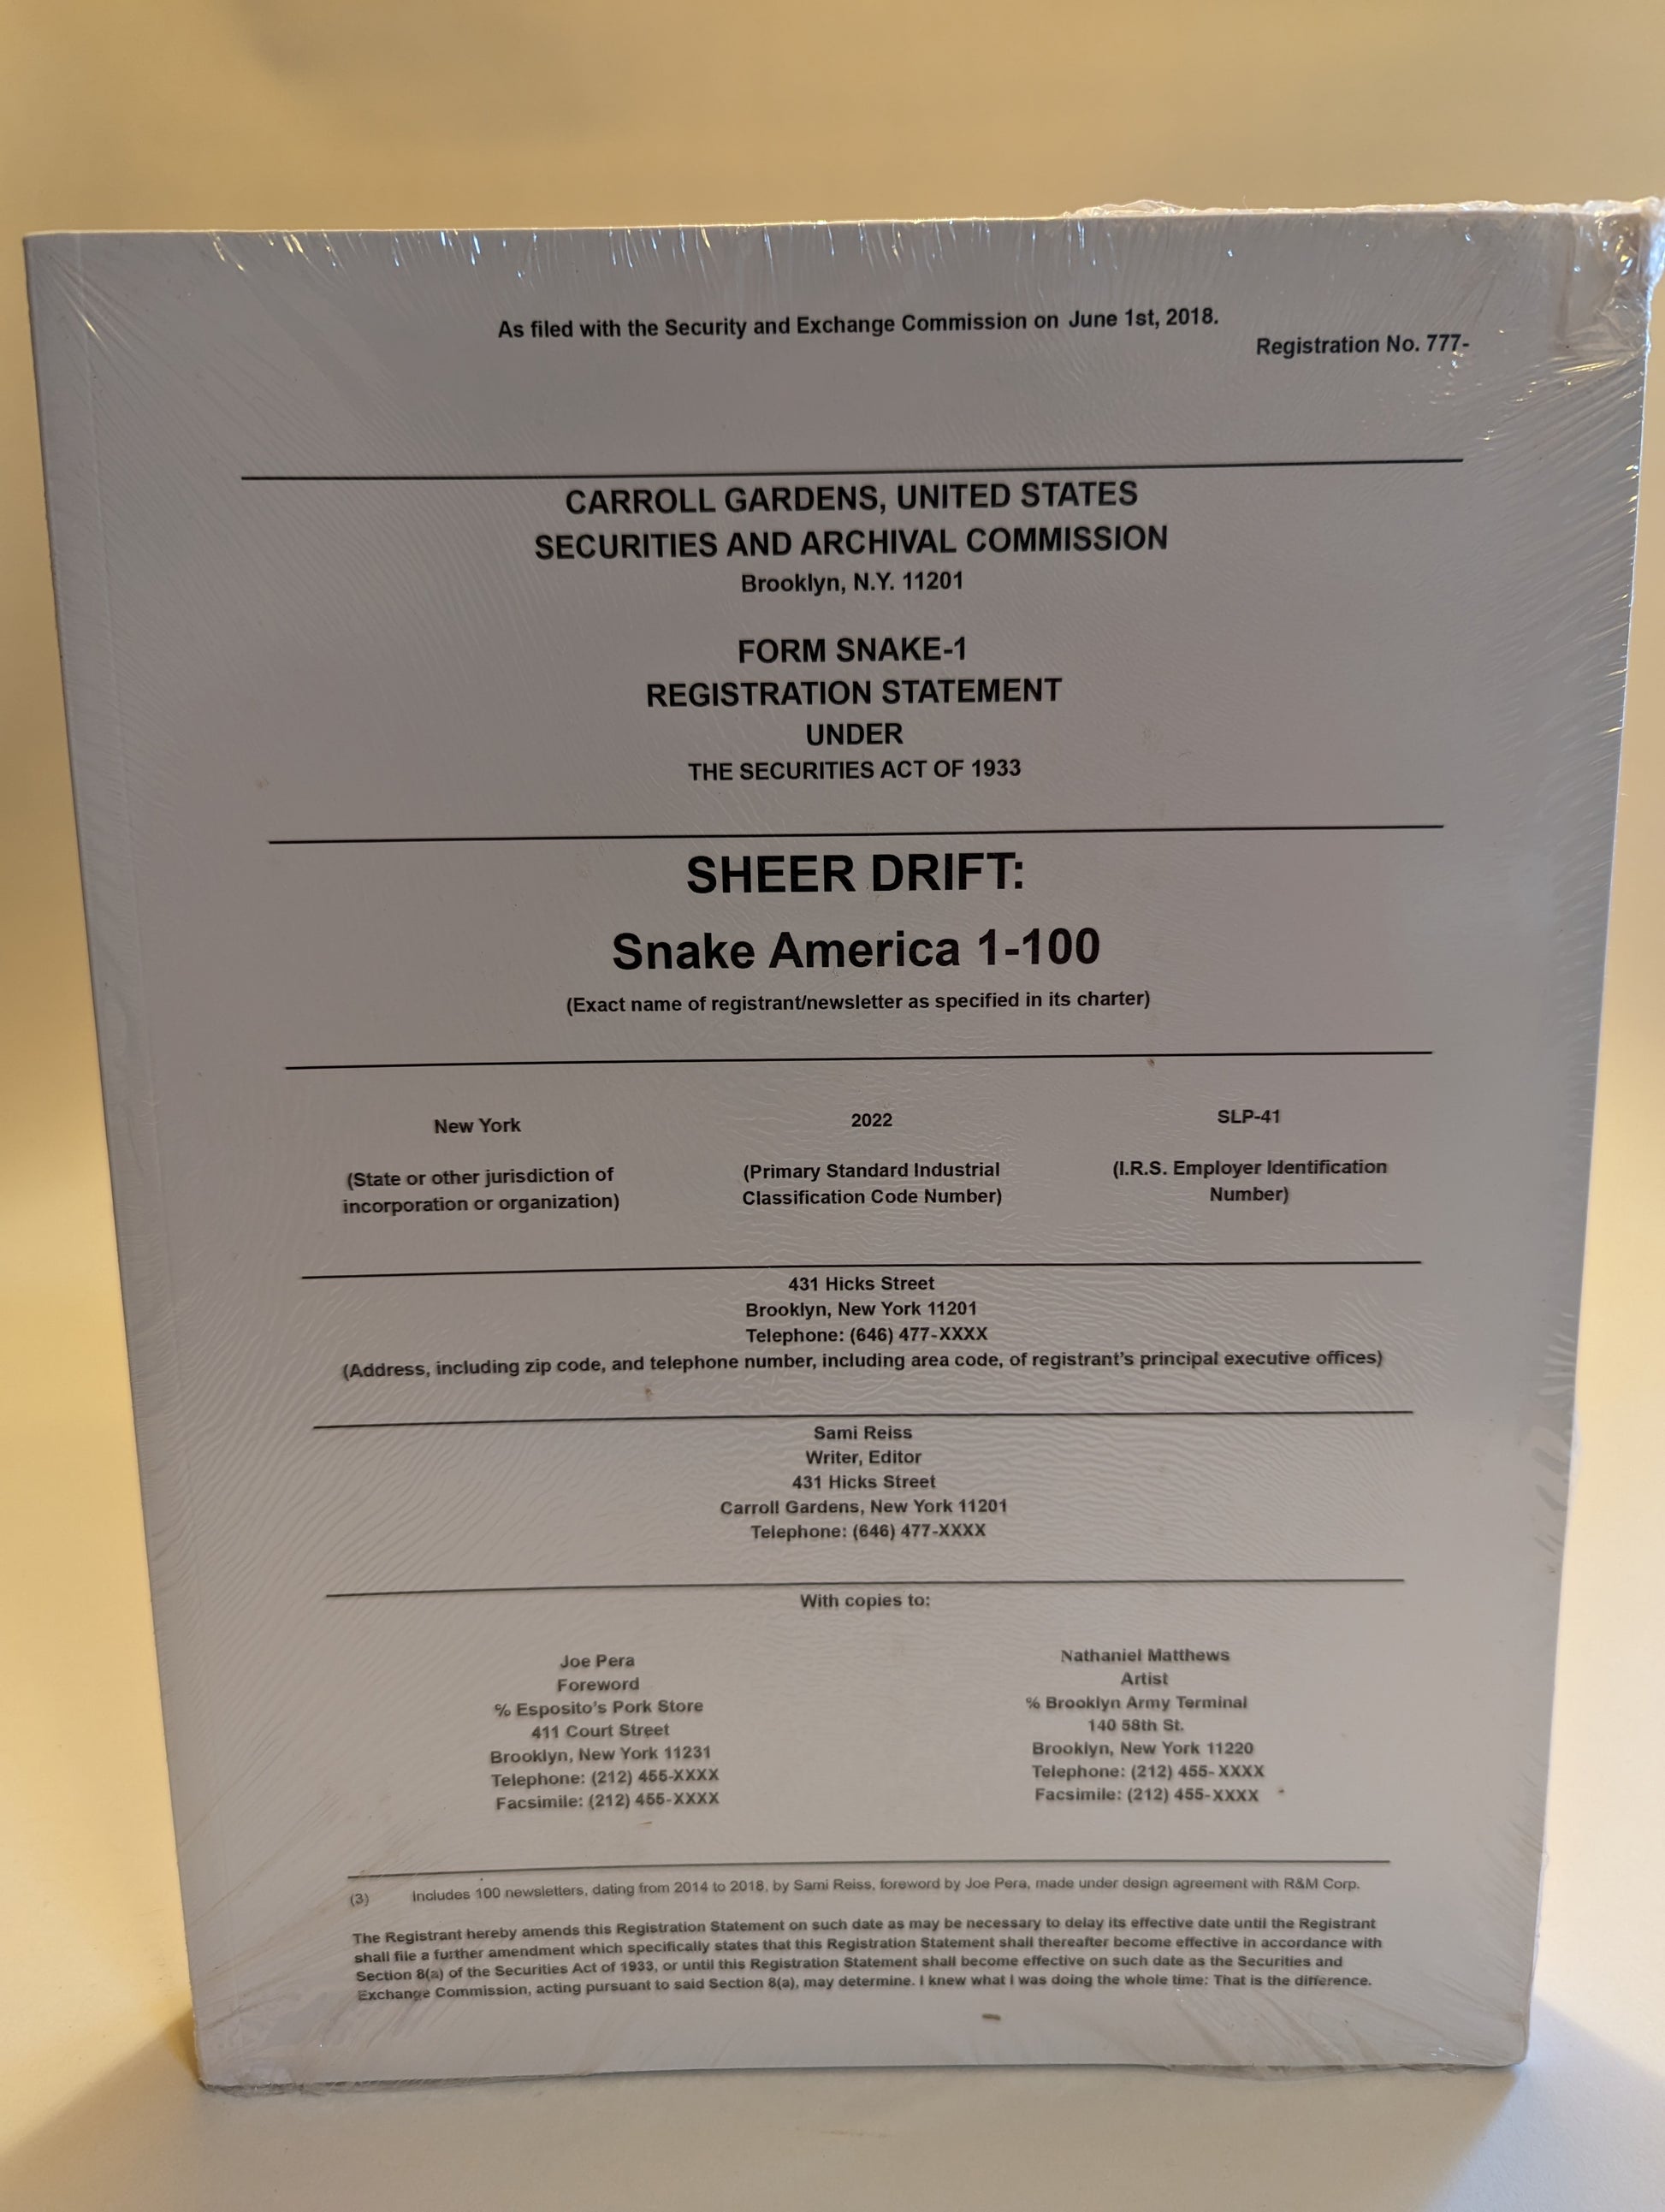 As filed with the Security and Exchange Commission on June 1st, 2018.
Registration No. 777-
CARROLL GARDENS, UNITED STATES
SECURITIES AND ARCHIVAL COMMISSION
Brooklyn, N.Y. 11201
FORM SNAKE-1
REGISTRATION STATEMENT
UNDER
THE SECURITIES ACT OF 1933
SHEER DRIFT:
Snake America 1-100
(Exact name of registrant/newsletter as specified in its charter)
New York
(State or other jurisdiction of
incorporation or organization)
2022
(Primary Standard Industrial
Classification Code Number)
SLP-41
(I.R.S. Employer Identification
Number)
431 Hicks Street
Brooklyn, New York 11201
Telephone: (646) 477-XXXX
(Address, including zip code, and telephone number, including area code, of registrant's principal executive offices)
Sami Reiss
Writer, Editor
431 Hicks Street
Carroll Gardens, New York 11201
Telephone: (646) 477-XXXX
With copies to:
Joe Pera
Foreword
% Esposito's Pork Store
411 Court Street
Brooklyn, New York 11231
Telephone: (212) 455-XXXX
Facsimile: (212) 455-XXXX
Nathaniel Matthews
Artist
% Brooklyn Army Terminal
140 58th St.
Brooklyn, New York 11220
Telephone: (212) 455- XXXX
Facsimile: (212) 455-XXXX
(3) Includes 100 newsletters, dating from 2014 to 2018, by Sami Reiss, foreword by Joe Pera, made under design agreement with R&M Corp.
The Registrant hereby amends this Registration Statement on such date as may be necessary to delay its effective date until the Registrant
shall file a further amendment which specifically states that this Registration Statement shall thereafter become effective in accordance with
Section 8(a) of the Securities Act of 1933, or until this Registration Statement shall become effective on such date as the Securities and
Exchange Commission, acting pursuant to said Section 8(a), may determine. I knew what I was doing the whole time: That is the difference.